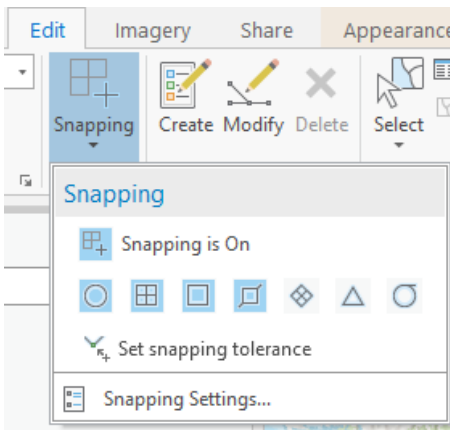 Edit Imagery Share Appearance
Snapping Create Modify Delete Select
Snapping
Snapping is On
Set snapping tolerance
Snapping Settings...